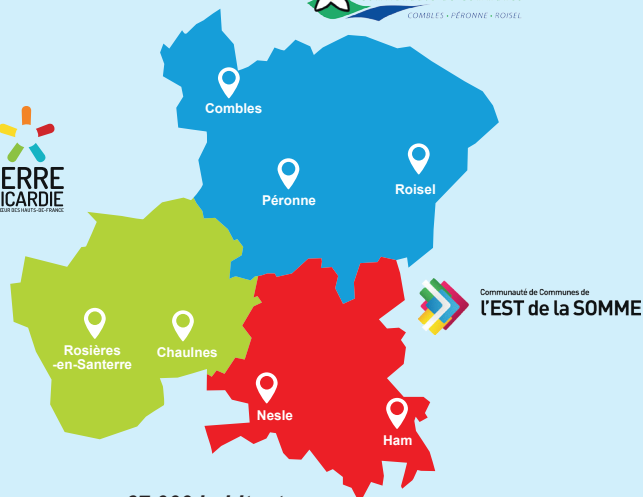 COMBLES • PÉRONNE • ROISEL
Combles
Péronne
Roisel
Communauté de Communes de
l'EST de la SOMME
Rosières
-en-Santerre
Chaulnes
Nesle
Ham